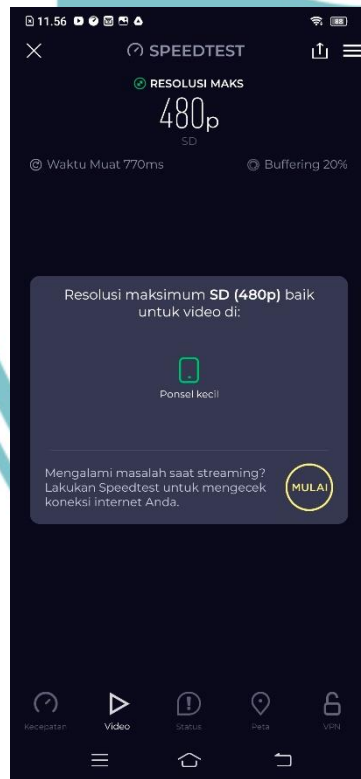 11.56
88
SPEEDTEST
RESOLUSI MAKS
480p
SD
Waktu Muat 770ms
Buffering 20%
Resolusi maksimum SD (480p) baik
untuk video di:
Ponsel kecil
Mengalami masalah saat streaming?
Lakukan Speedtest untuk mengecek
koneksi internet Anda.
MULAI
Kecepatan
Video
Status
Peta
VPN